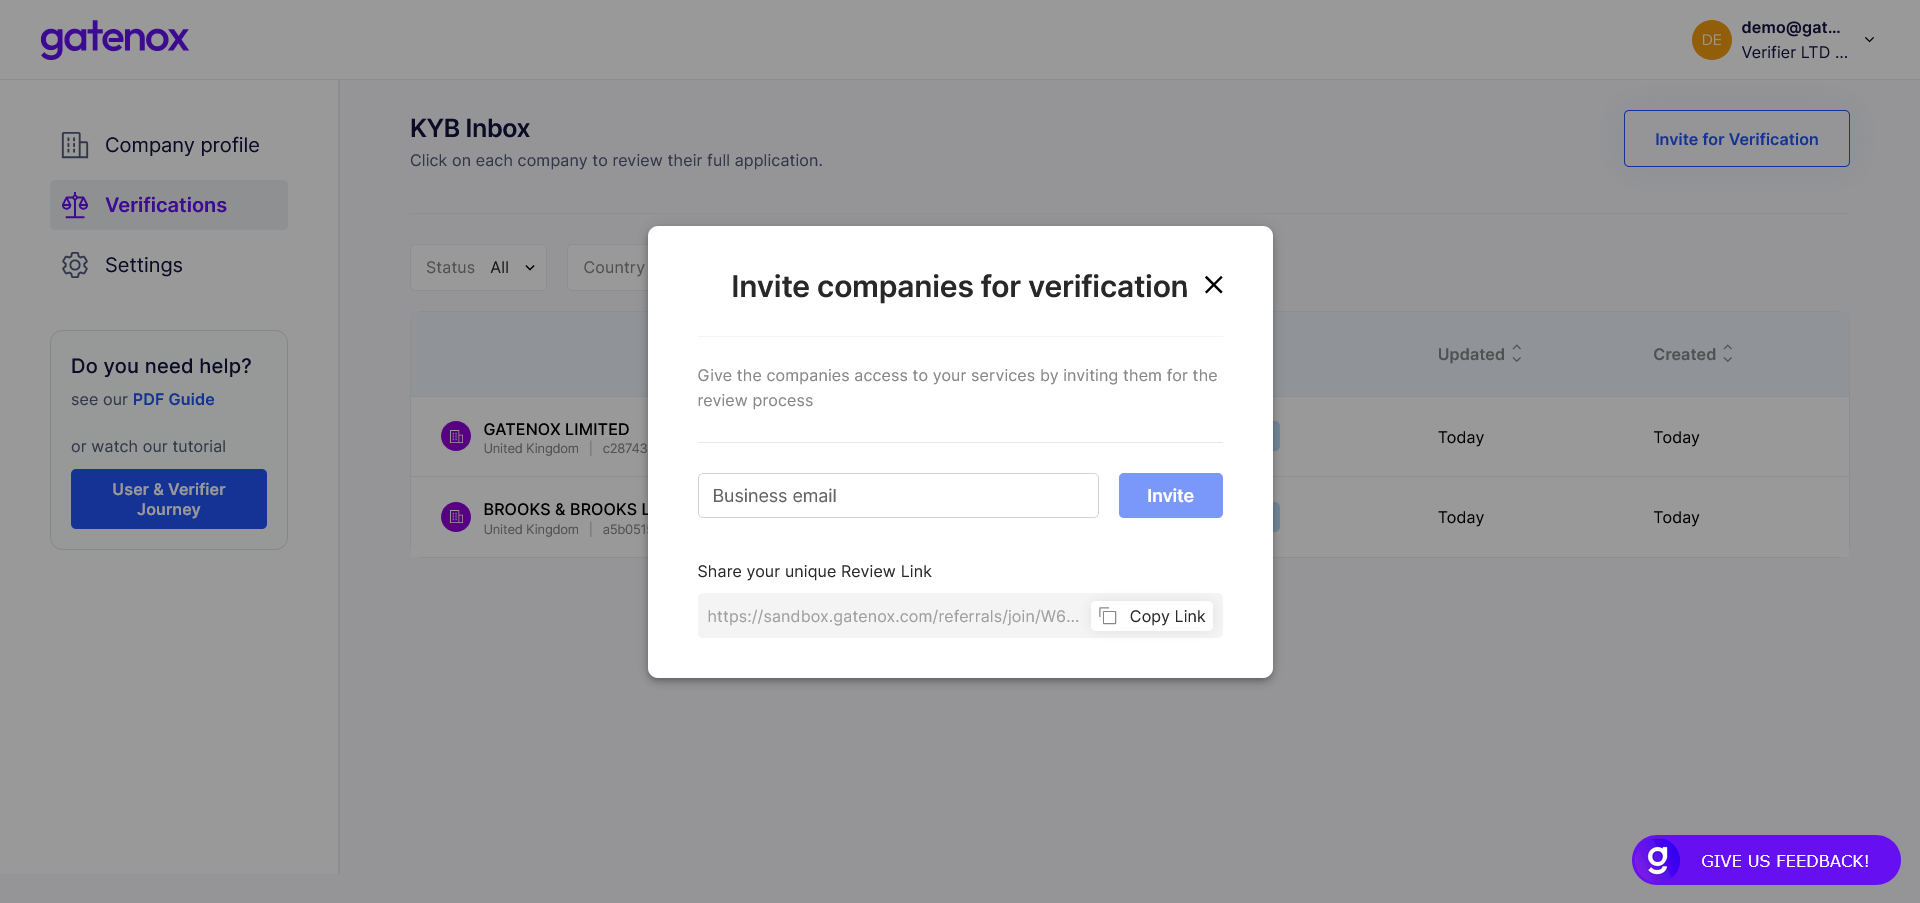 gatenox
DE
demo@gat...
Verifier LTD ...
Company profile
Verifications
Settings
Do you need help?
see our PDF Guide
or watch our tutorial
User & Verifier
Journey
KYB Inbox
Click on each company to review their full application.
Invite for Verification
Status All
Country
Updated
Created
GATENOX LIMITED
United Kingdom | c28743
Today
Today
BROOKS & BROOKS L
United Kingdom | a5b051
Today
Today
Invite companies for verification
Give the companies access to your services by inviting them for the
review process
Business email
Invite
Share your unique Review Link
https://sandbox.gatenox.com/referrals/join/W6...
Copy Link
g
GIVE US FEEDBACK!